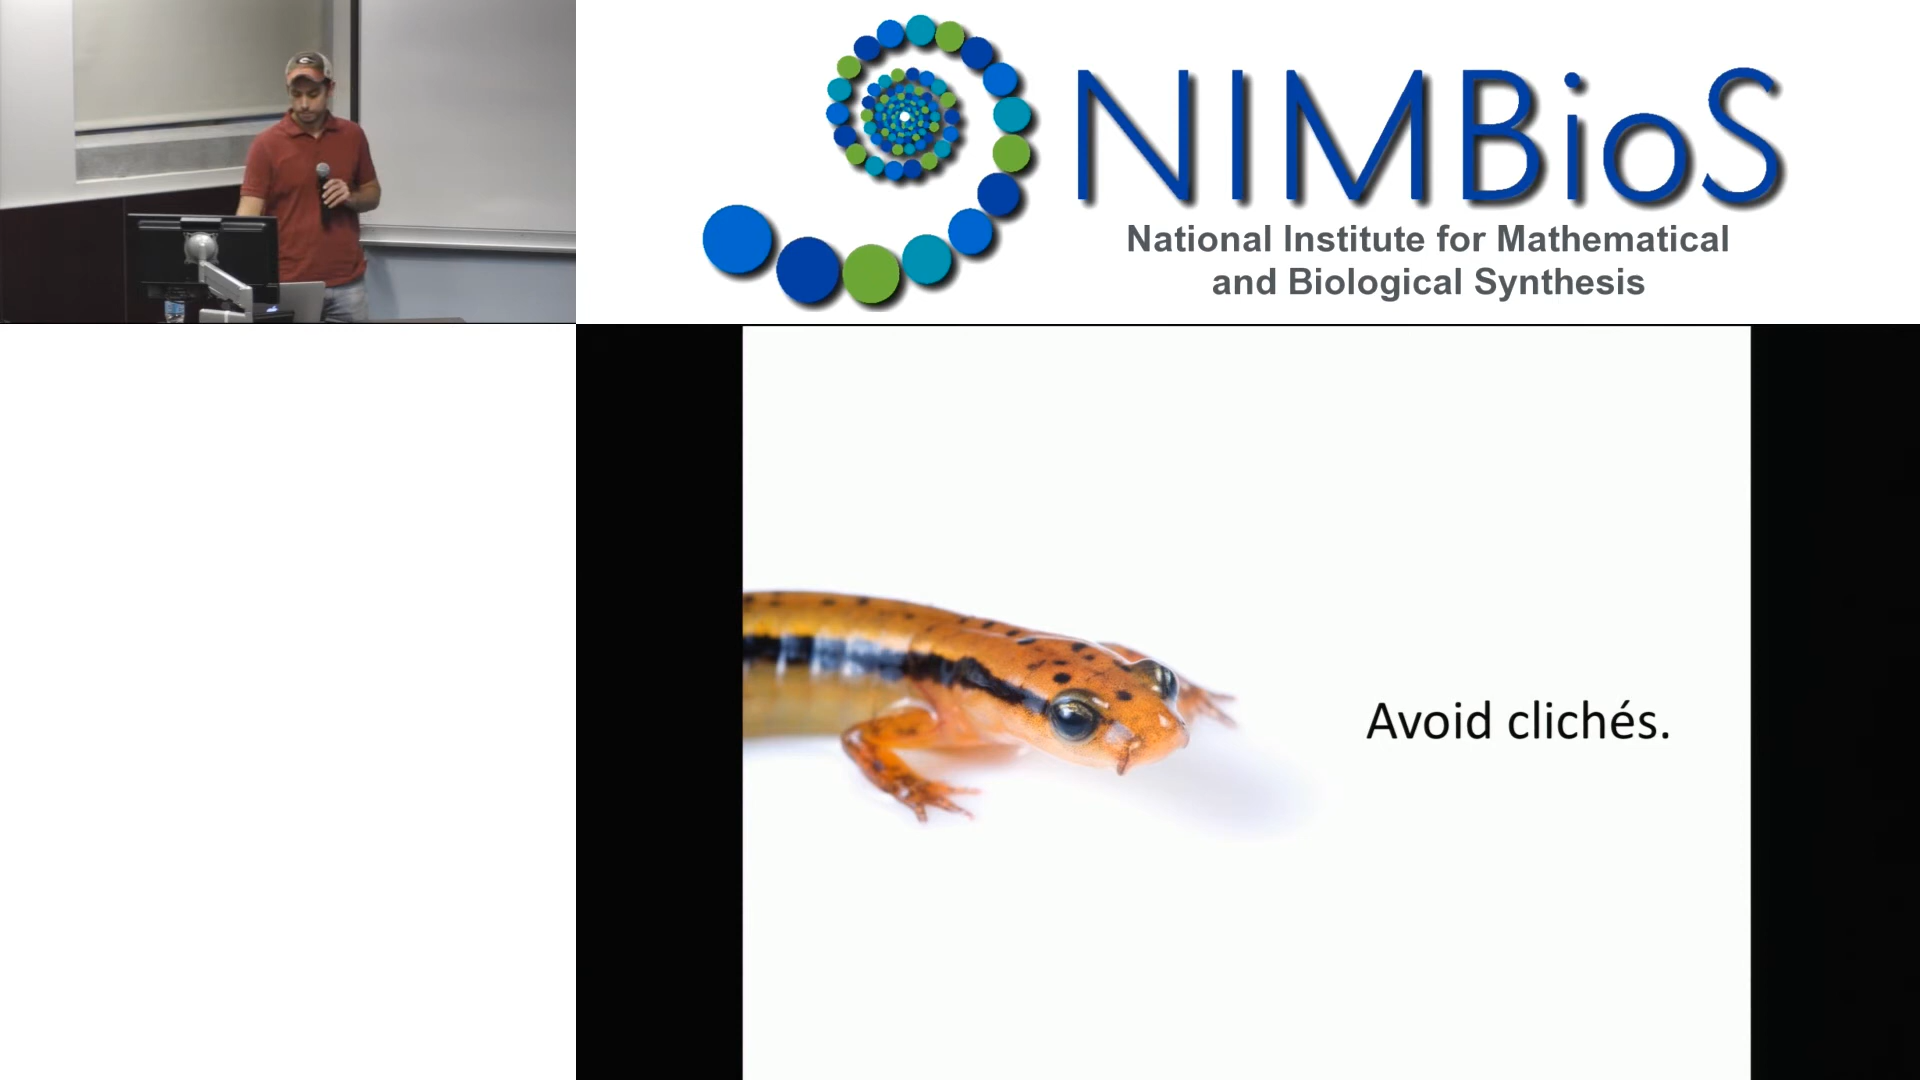 NIMBioS
National Institute for Mathematical
and Biological Synthesis
Avoid clichés.